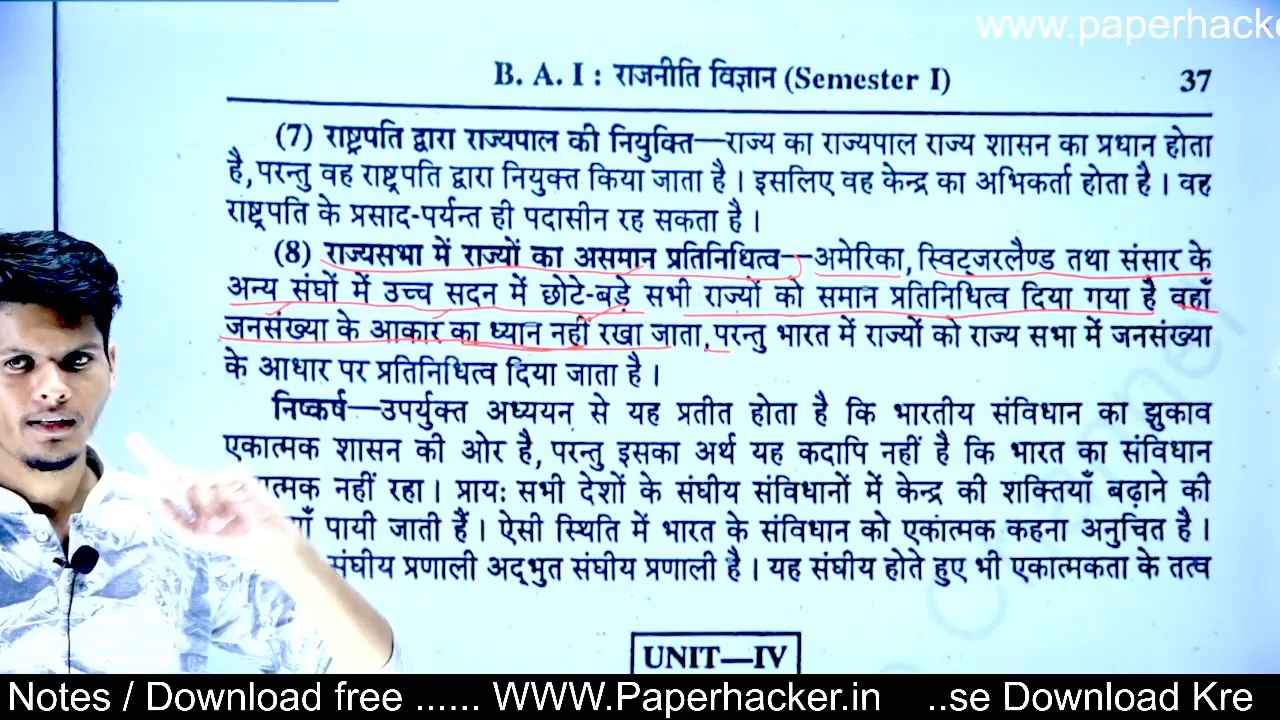 www.paperhacke
B. A. I : राजनीति विज्ञान (Semester I) 37
(7) राष्ट्रपति द्वारा राज्यपाल की नियुक्ति—राज्य का राज्यपाल राज्य शासन का प्रधान होता
है, परन्तु वह राष्ट्रपति द्वारा नियुक्त किया जाता है। इसलिए वह केन्द्र का अभिकर्ता होता है। वह
राष्ट्रपति के प्रसाद-पर्यन्त ही पदासीन रह सकता है।
(8) राज्यसभा में राज्यों का असमान प्रतिनिधित्व—अमेरिका, स्विट्जरलैण्ड तथा संसार के
अन्य संघों में उच्च सदन में छोटे-बड़े सभी राज्यों को समान प्रतिनिधित्व दिया गया है वहाँ
जनसंख्या के आकार का ध्यान नहीं रखा जाता, परन्तु भारत में राज्यों को राज्य सभा में जनसंख्या
के आधार पर प्रतिनिधित्व दिया जाता है।
निष्कर्ष—उपर्युक्त अध्ययन से यह प्रतीत होता है कि भारतीय संविधान का झुकाव
एकात्मक शासन की ओर है, परन्तु इसका अर्थ यह कदापि नहीं है कि भारत का संविधान
त्मक नहीं रहा। प्रायः सभी देशों के संघीय संविधानों में केन्द्र की शक्तियाँ बढ़ाने की
पायी जाती हैं। ऐसी स्थिति में भारत के संविधान को एकात्मक कहना अनुचित है।
संघीय प्रणाली अद्भुत संघीय प्रणाली है। यह संघीय होते हुए भी एकात्मकता के तत्व
UNIT—IV
Notes / Download free ...... WWW.Paperhacker.in ..se Download Kre